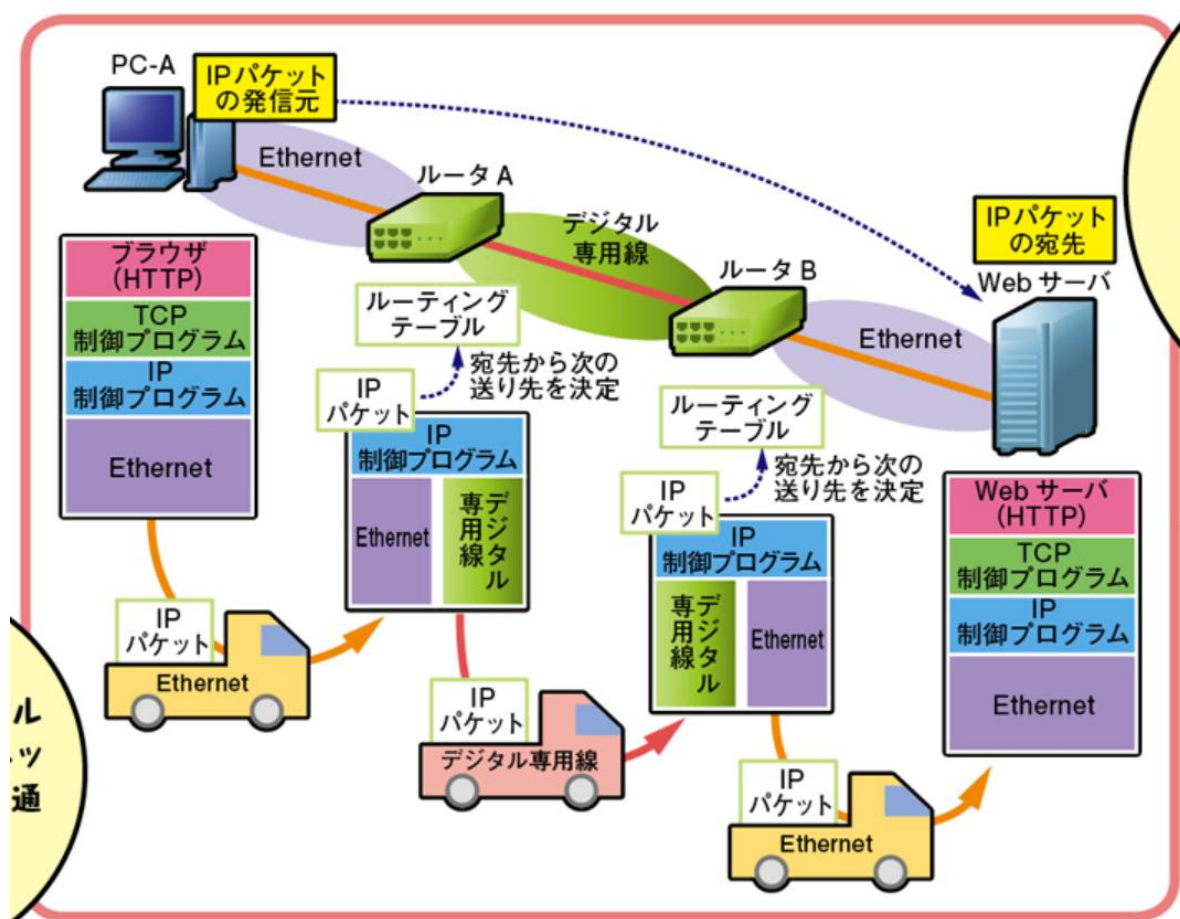 PC-A
IPパケット
の発信元
Ethernet
ルータA
デジタル
専用線
ルータB
IPパケット
の宛先
Webサーバ
Ethernet
ブラウザ
(HTTP)
TCP
制御プログラム
IP
制御プログラム
Ethernet
ルーティング
テーブル
宛先から次の
送り先を決定
IP
パケット
IP
制御プログラム
Ethernet
デジタル
専用線
ルーティング
テーブル
宛先から次の
送り先を決定
IP
パケット
IP
制御プログラム
デジタル
専用線
Ethernet
Webサーバ
(HTTP)
TCP
制御プログラム
IP
制御プログラム
Ethernet
IP
パケット
Ethernet
IP
パケット
デジタル専用線
IP
パケット
Ethernet
ル
ッ
通